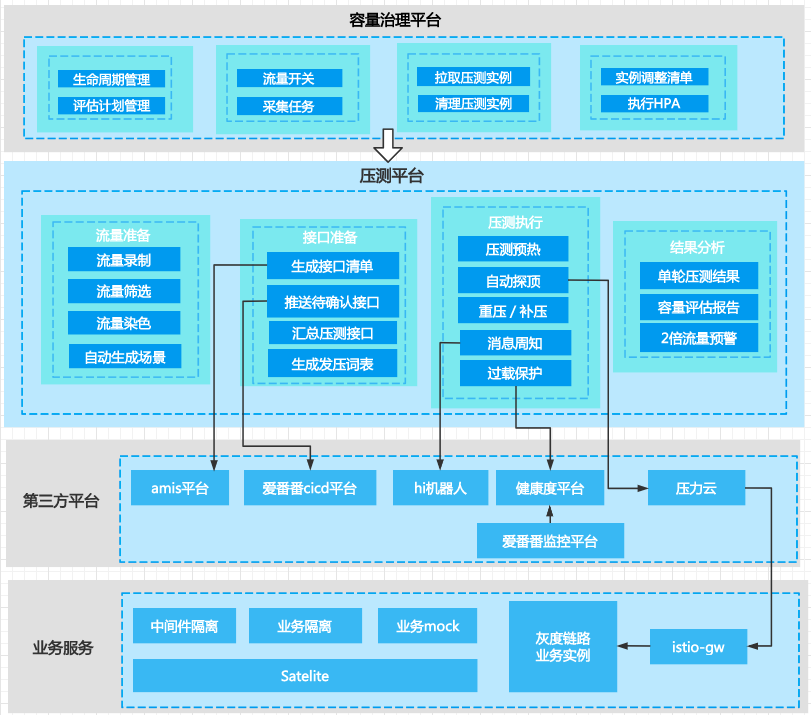 容量治理平台
生命周期管理
评估计划管理
流量开关
采集任务
拉取压测实例
清理压测实例
实例调整清单
执行HPA
压测平台
流量准备
流量录制
流量筛选
流量染色
自动生成场景
接口准备
生成接口清单
推送待确认接口
汇总压测接口
生成发压词表
压测执行
压测预热
自动探顶
重压 / 补压
消息周知
过载保护
结果分析
单轮压测结果
容量评估报告
2倍流量预警
第三方平台
amis平台
爱番番cicd平台
hi机器人
健康度平台
压力云
爱番番监控平台
业务服务
中间件隔离
业务隔离
业务mock
Satelite
灰度链路
业务实例
istio-gw